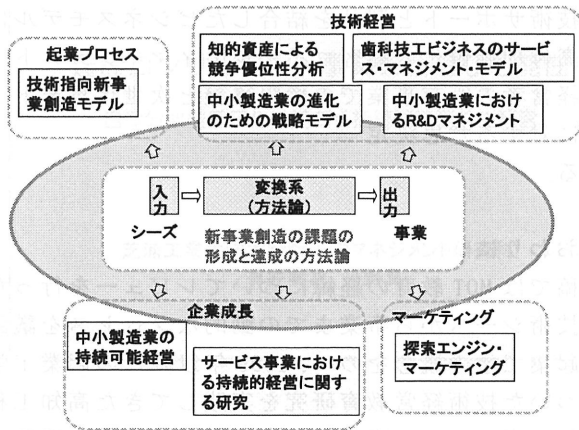 技術経営
起業プロセス
技術指向新事
業創造モデル
知的資産による
競争優位性分析
歯科技工ビジネスのサービ
ス・マネジメント・モデル
中小製造業の進化
のための戦略モデル
中小製造業におけ
るR&Dマネジメント
入力
変換系
(方法論)
出力
シーズ
事業
新事業創造の課題の
形成と達成の方法論
企業成長
中小製造業の
持続可能経営
サービス事業におけ
る持続的経営に関す
る研究
マーケティング
探索エンジン・
マーケティング